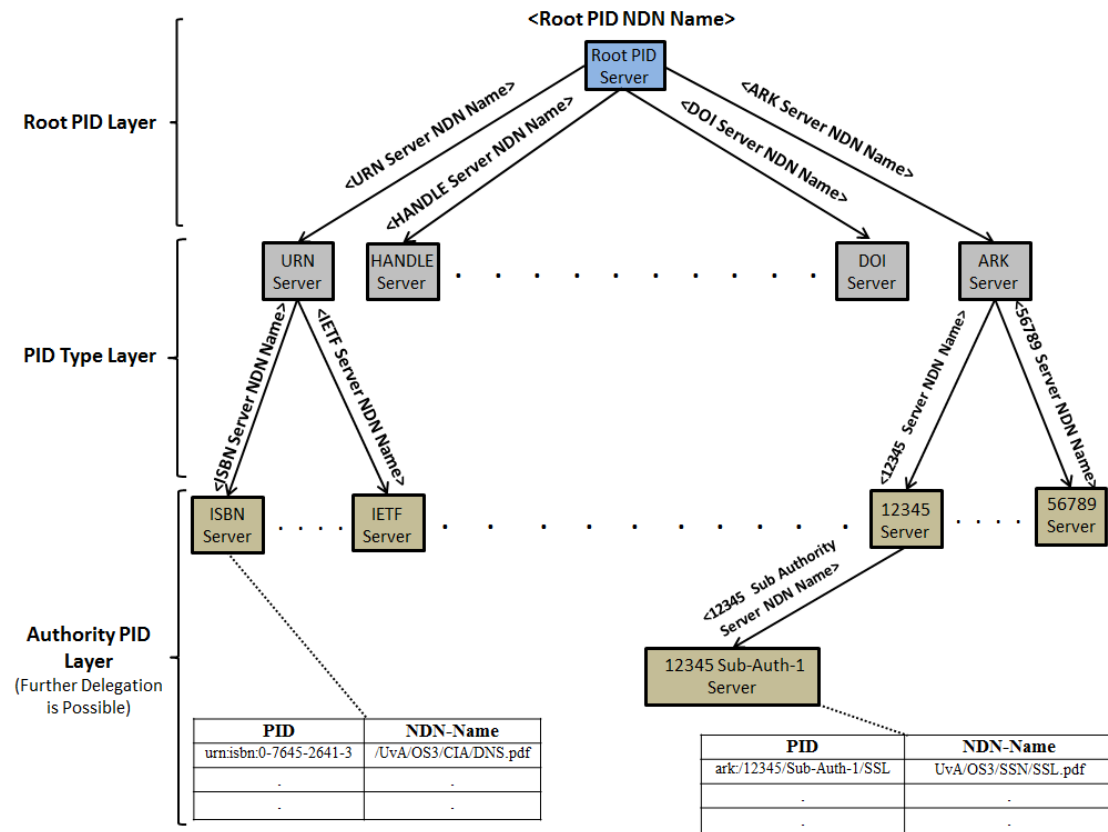 <Root PID NDN Name>
Root PID
Server
<URN Server NDN Name>
<HANDLE Server NDN Name>
<DOI Server NDN Name>
<ARK Server NDN Name>
Root PID Layer
URN
Server
HANDLE
Server
. . . . . . . . . . . . .
DOI
Server
ARK
Server
PID Type Layer
<ISBN Server NDN Name>
<IETF Server NDN Name>
<12345 Server NDN Name>
<56789 Server NDN Name>
ISBN
Server
. . . .
IETF
Server
. . . . . . . . . .
12345
Server
. . . .
56789
Server
<12345 Sub Authority
Server NDN Name>
Authority PID
Layer
(Further Delegation
is Possible)
12345 Sub-Auth-1
Server
PID NDN-Name
urn:isbn:0-7645-2641-3 /UvA/OS3/CIA/DNS.pdf
. .
. .
PID NDN-Name
ark:/12345/Sub-Auth-1/SSL UvA/OS3/SSN/SSL.pdf
. .
. .